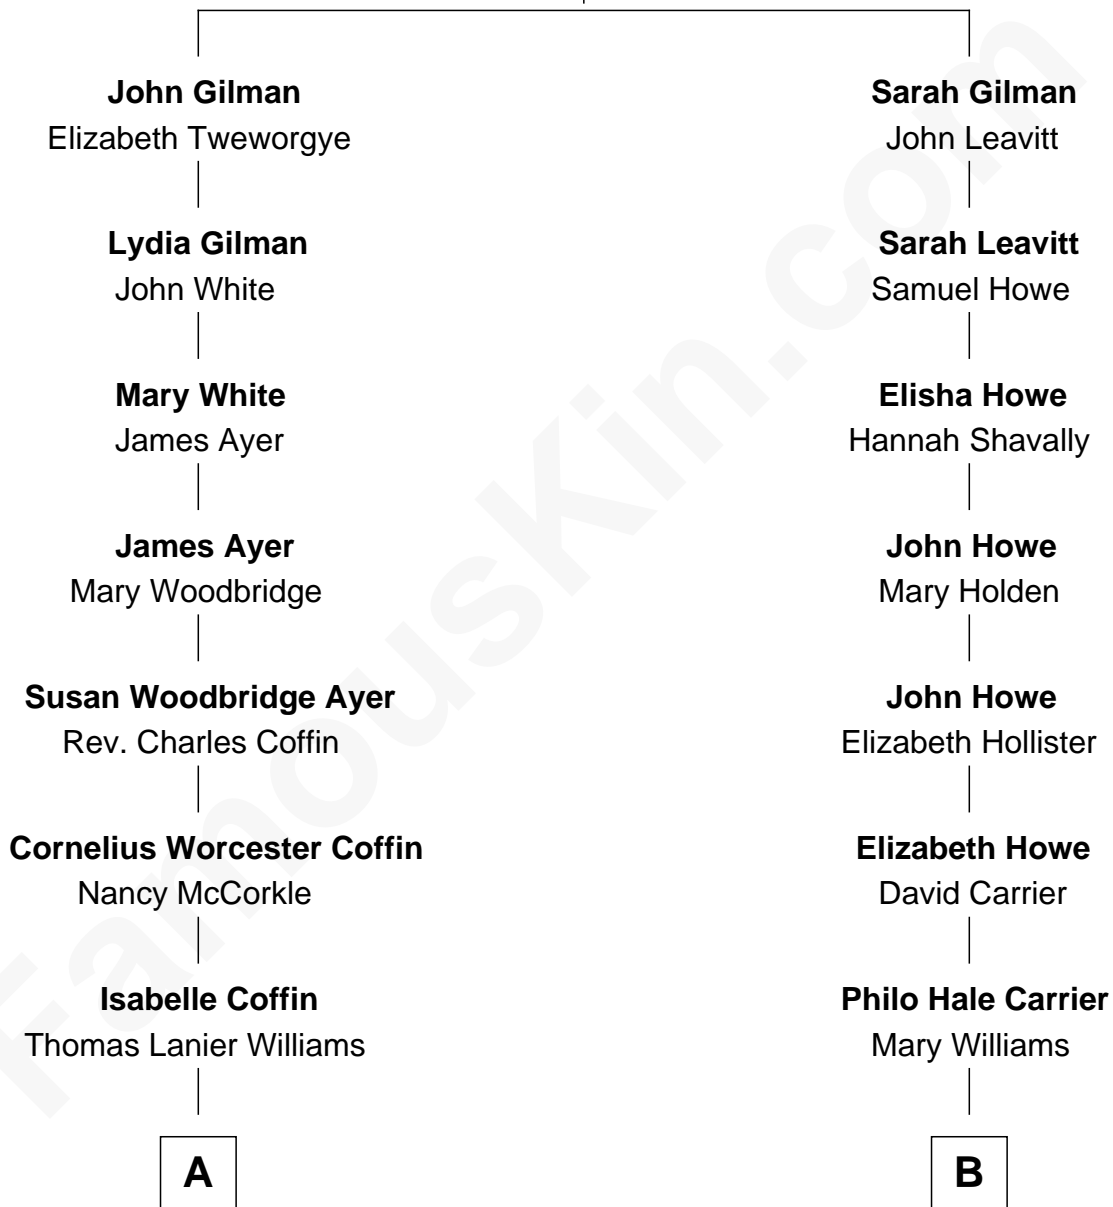 John Gilman
Elizabeth Tweworgye
Lydia Gilman
John White
Mary White
James Ayer
James Ayer
Mary Woodbridge
Susan Woodbridge Ayer
Rev. Charles Coffin
Cornelius Worcester Coffin
Nancy McCorkle
Isabelle Coffin
Thomas Lanier Williams
A
Sarah Gilman
John Leavitt
Sarah Leavitt
Samuel Howe
Elisha Howe
Hannah Shavally
John Howe
Mary Holden
John Howe
Elizabeth Hollister
Elizabeth Howe
David Carrier
Philo Hale Carrier
Mary Williams
B
FamousKin.com